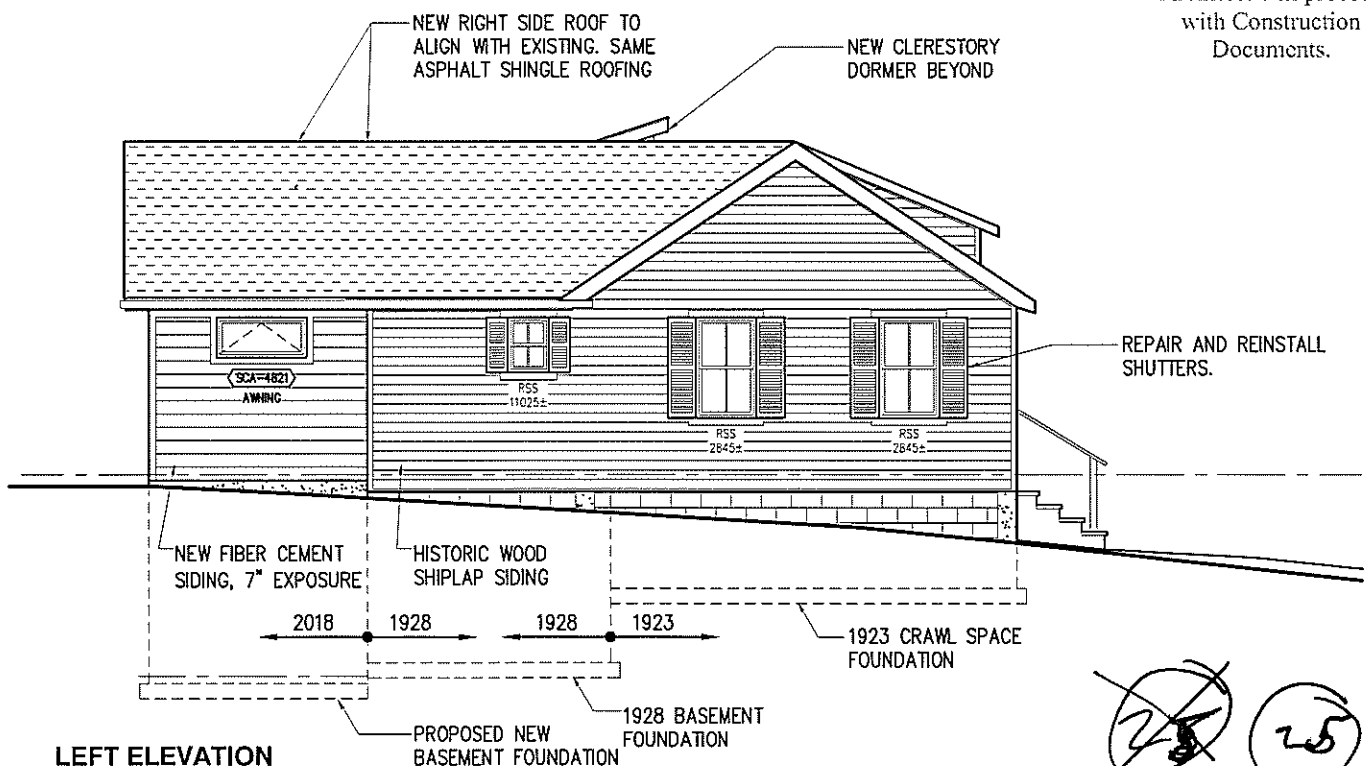 with Construction
Documents.
NEW RIGHT SIDE ROOF TO
ALIGN WITH EXISTING. SAME
ASPHALT SHINGLE ROOFING
NEW CLERESTORY
DORMER BEYOND
REPAIR AND REINSTALL
SHUTTERS.
SCA-4821
AWNING
RSS
11025±
RSS
2845±
RSS
2845±
NEW FIBER CEMENT
SIDING, 7" EXPOSURE
HISTORIC WOOD
SHIPLAP SIDING
2018 1928 1928 1923
1923 CRAWL SPACE
FOUNDATION
1928 BASEMENT
FOUNDATION
PROPOSED NEW
BASEMENT FOUNDATION
LEFT ELEVATION
25